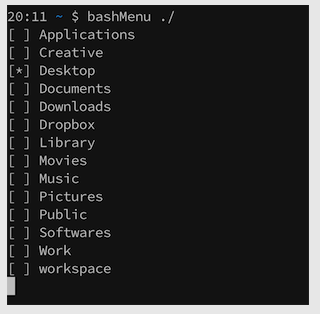 20:11 ~ $ bashMenu ./
[ ] Applications
[ ] Creative
[*] Desktop
[ ] Documents
[ ] Downloads
[ ] Dropbox
[ ] Library
[ ] Movies
[ ] Music
[ ] Pictures
[ ] Public
[ ] Softwares
[ ] Work
[ ] workspace